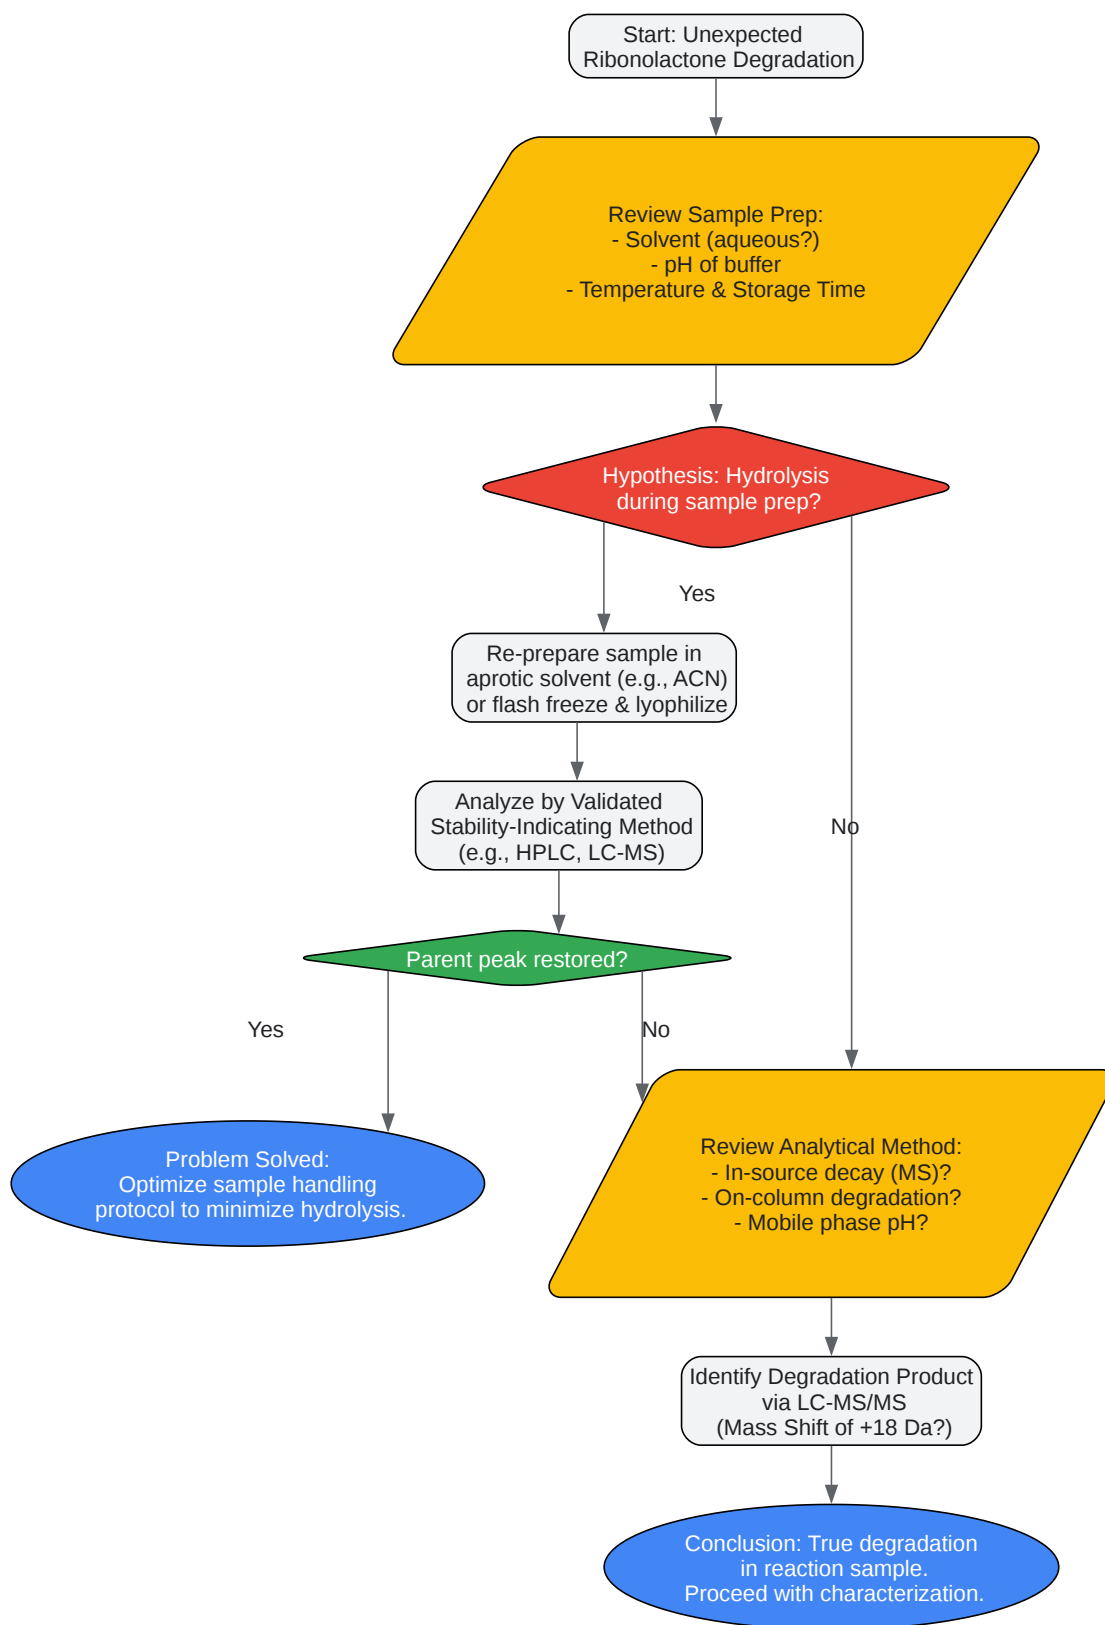 Start: Unexpected
Ribonolactone Degradation
Review Sample Prep:
- Solvent (aqueous?)
- pH of buffer
- Temperature & Storage Time
Hypothesis: Hydrolysis
during sample prep?
Yes
Re-prepare sample in
aprotic solvent (e.g., ACN)
or flash freeze & lyophilize
Analyze by Validated
Stability-Indicating Method
(e.g., HPLC, LC-MS)
No
Parent peak restored?
Yes
No
Problem Solved:
Optimize sample handling
protocol to minimize hydrolysis.
Review Analytical Method:
- In-source decay (MS)?
- On-column degradation?
- Mobile phase pH?
Identify Degradation Product
via LC-MS/MS
(Mass Shift of +18 Da?)
Conclusion: True degradation
in reaction sample.
Proceed with characterization.